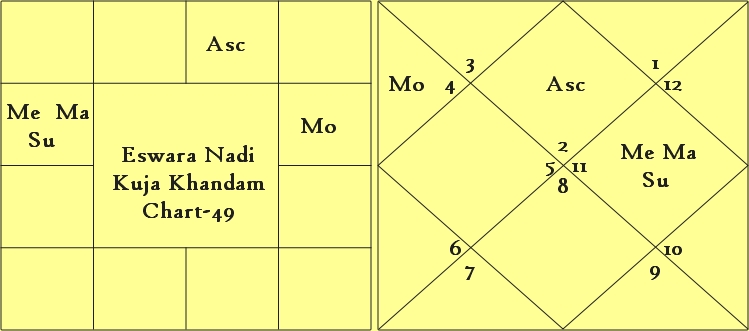 Asc
Me Ma
Su
Mo
Eswara Nadi
Kuja Khandam
Chart-49
3
1
Mo
4
Asc
12
2
5
11
8
Me Ma
Su
6
10
7
9